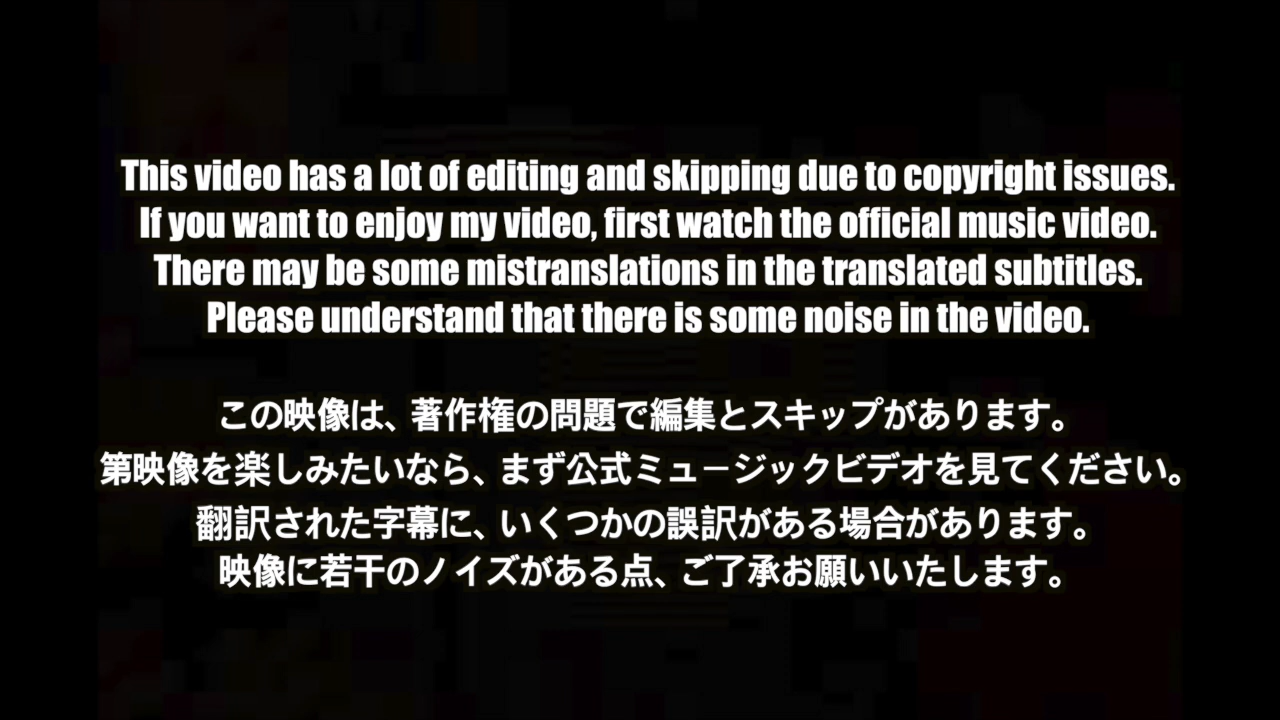 This video has a lot of editing and skipping due to copyright issues.
If you want to enjoy my video, first watch the official music video.
There may be some mistranslations in the translated subtitles.
Please understand that there is some noise in the video.
この映像は、著作権の問題で編集とスキップがあります。
第映像を楽しみたいなら、まず公式ミュージックビデオを見てください。
翻訳された字幕に、いくつかの誤訳がある場合があります。
映像に若干のノイズがある点、ご了承お願いいたします。